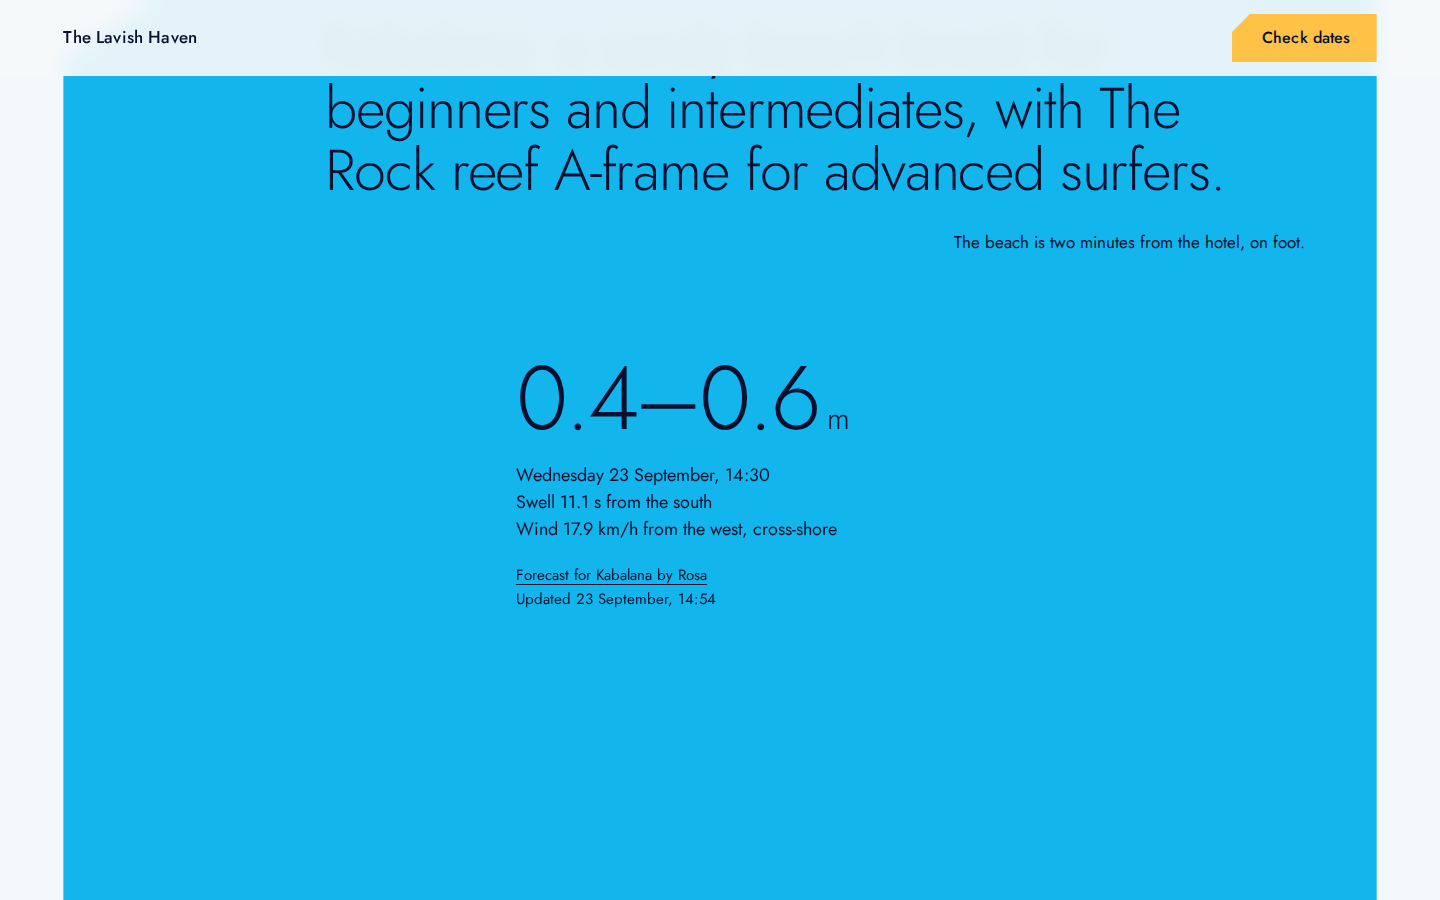 The Lavish Haven
Check dates
beginners and intermediates, with The
Rock reef A-frame for advanced surfers.
The beach is two minutes from the hotel, on foot.
0.4–0.6 m
Wednesday 23 September, 14:30
Swell 11.1 s from the south
Wind 17.9 km/h from the west, cross-shore
Forecast for Kabalana by Rosa
Updated 23 September, 14:54